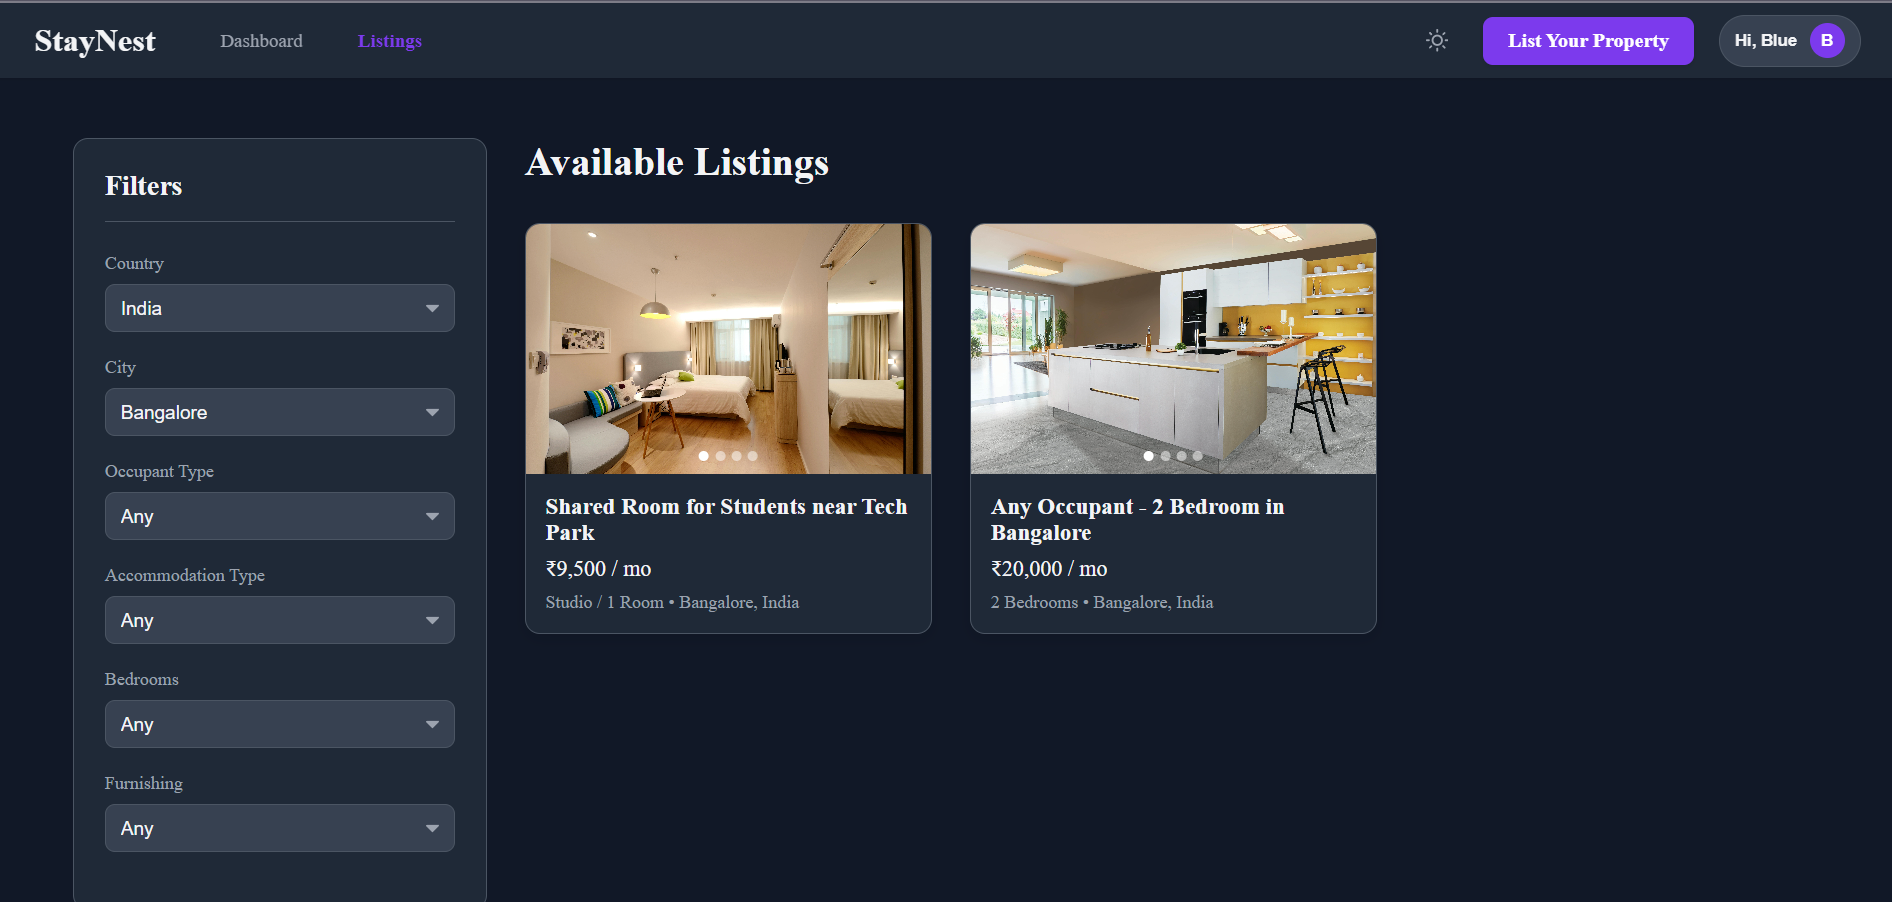 StayNest
Dashboard
Listings
List Your Property
Hi, Blue
B
Filters
Country
India
City
Bangalore
Occupant Type
Any
Accommodation Type
Any
Bedrooms
Any
Furnishing
Any
Available Listings
Shared Room for Students near Tech
Park
₹9,500 / mo
Studio / 1 Room • Bangalore, India
Any Occupant - 2 Bedroom in
Bangalore
₹20,000 / mo
2 Bedrooms • Bangalore, India